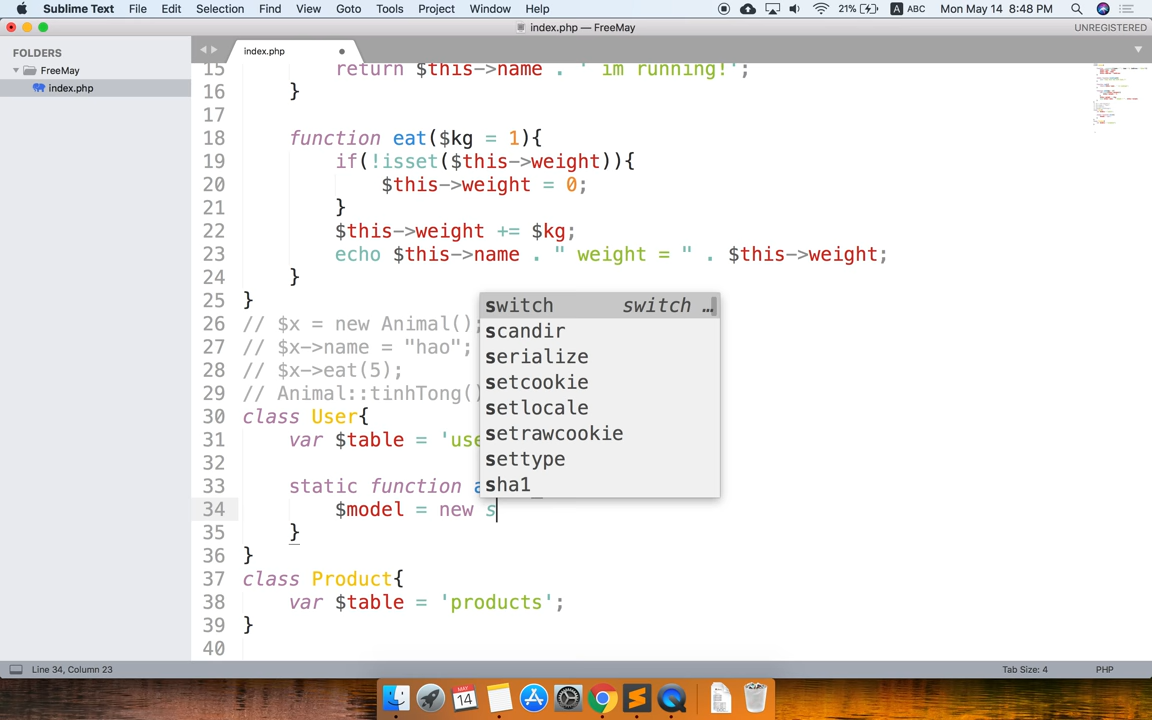 Sublime Text File Edit Selection Find View Goto Tools Project Window Help 21% A ABC Mon May 14 8:48 PM
index.php — FreeMay UNREGISTERED
FOLDERS
FreeMay
index.php
index.php
15 return $this->name . ' im running!';
16 }
17
18 function eat($kg = 1){
19 if(!isset($this->weight)){
20 $this->weight = 0;
21 }
22 $this->weight += $kg;
23 echo $this->name . " weight = " . $this->weight;
24 }
25 }
26 // $x = new Animal();
27 // $x->name = "hao";
28 // $x->eat(5);
29 // Animal::tinhTong()
30 class User{
31 var $table = 'use
32
33 static function a
34 $model = new s
35 }
36 }
37 class Product{
38 var $table = 'products';
39 }
40
switch switch …
scandir
serialize
setcookie
setlocale
setrawcookie
settype
sha1
Line 34, Column 23 Tab Size: 4 PHP
MAY
14